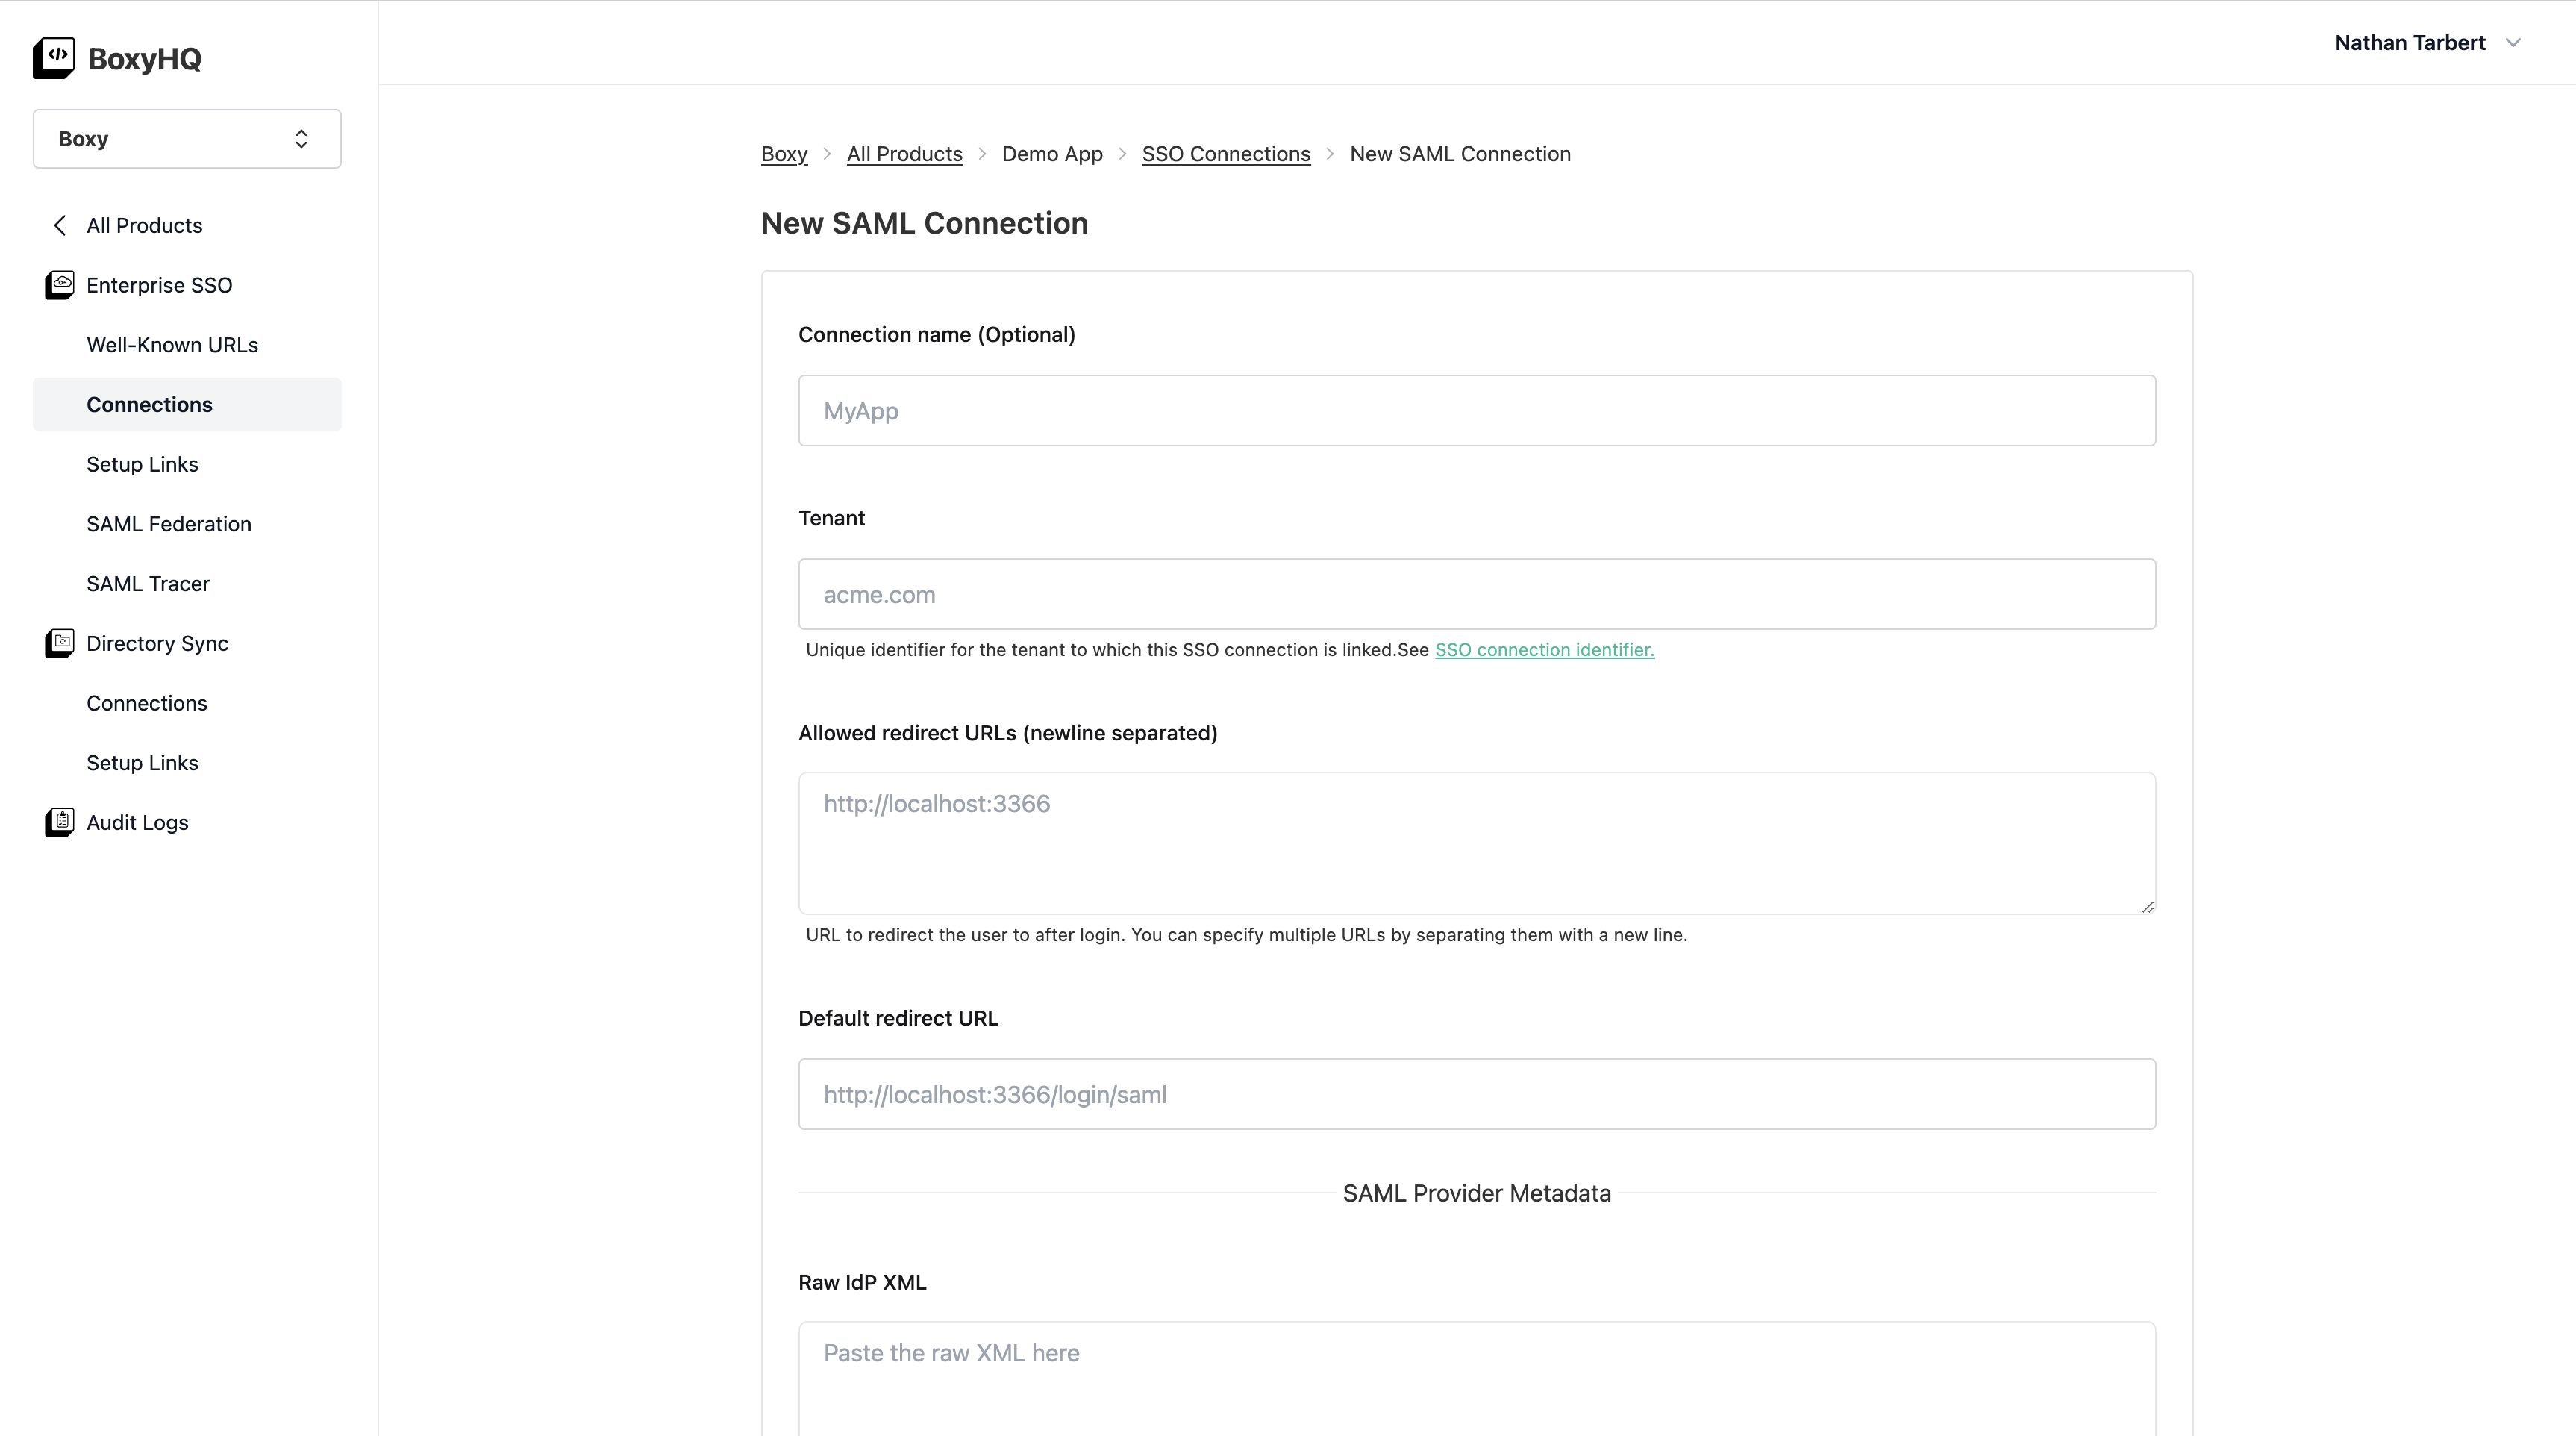 BoxyHQ
Boxy
All Products
Enterprise SSO
Well-Known URLs
Connections
Setup Links
SAML Federation
SAML Tracer
Directory Sync
Connections
Setup Links
Audit Logs
Nathan Tarbert
Boxy > All Products > Demo App > SSO Connections > New SAML Connection
New SAML Connection
Connection name (Optional)
MyApp
Tenant
acme.com
Unique identifier for the tenant to which this SSO connection is linked.See SSO connection identifier.
Allowed redirect URLs (newline separated)
http://localhost:3366
URL to redirect the user to after login. You can specify multiple URLs by separating them with a new line.
Default redirect URL
http://localhost:3366/login/saml
SAML Provider Metadata
Raw IdP XML
Paste the raw XML here